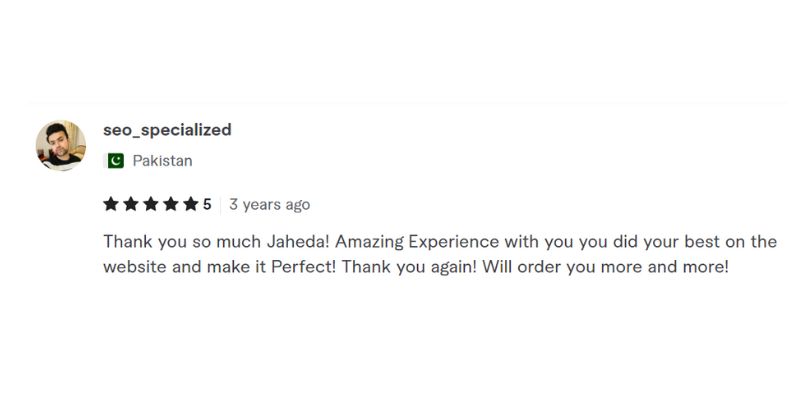 seo_specialized
Pakistan
5 3 years ago
Thank you so much Jaheda! Amazing Experience with you you did your best on the
website and make it Perfect! Thank you again! Will order you more and more!